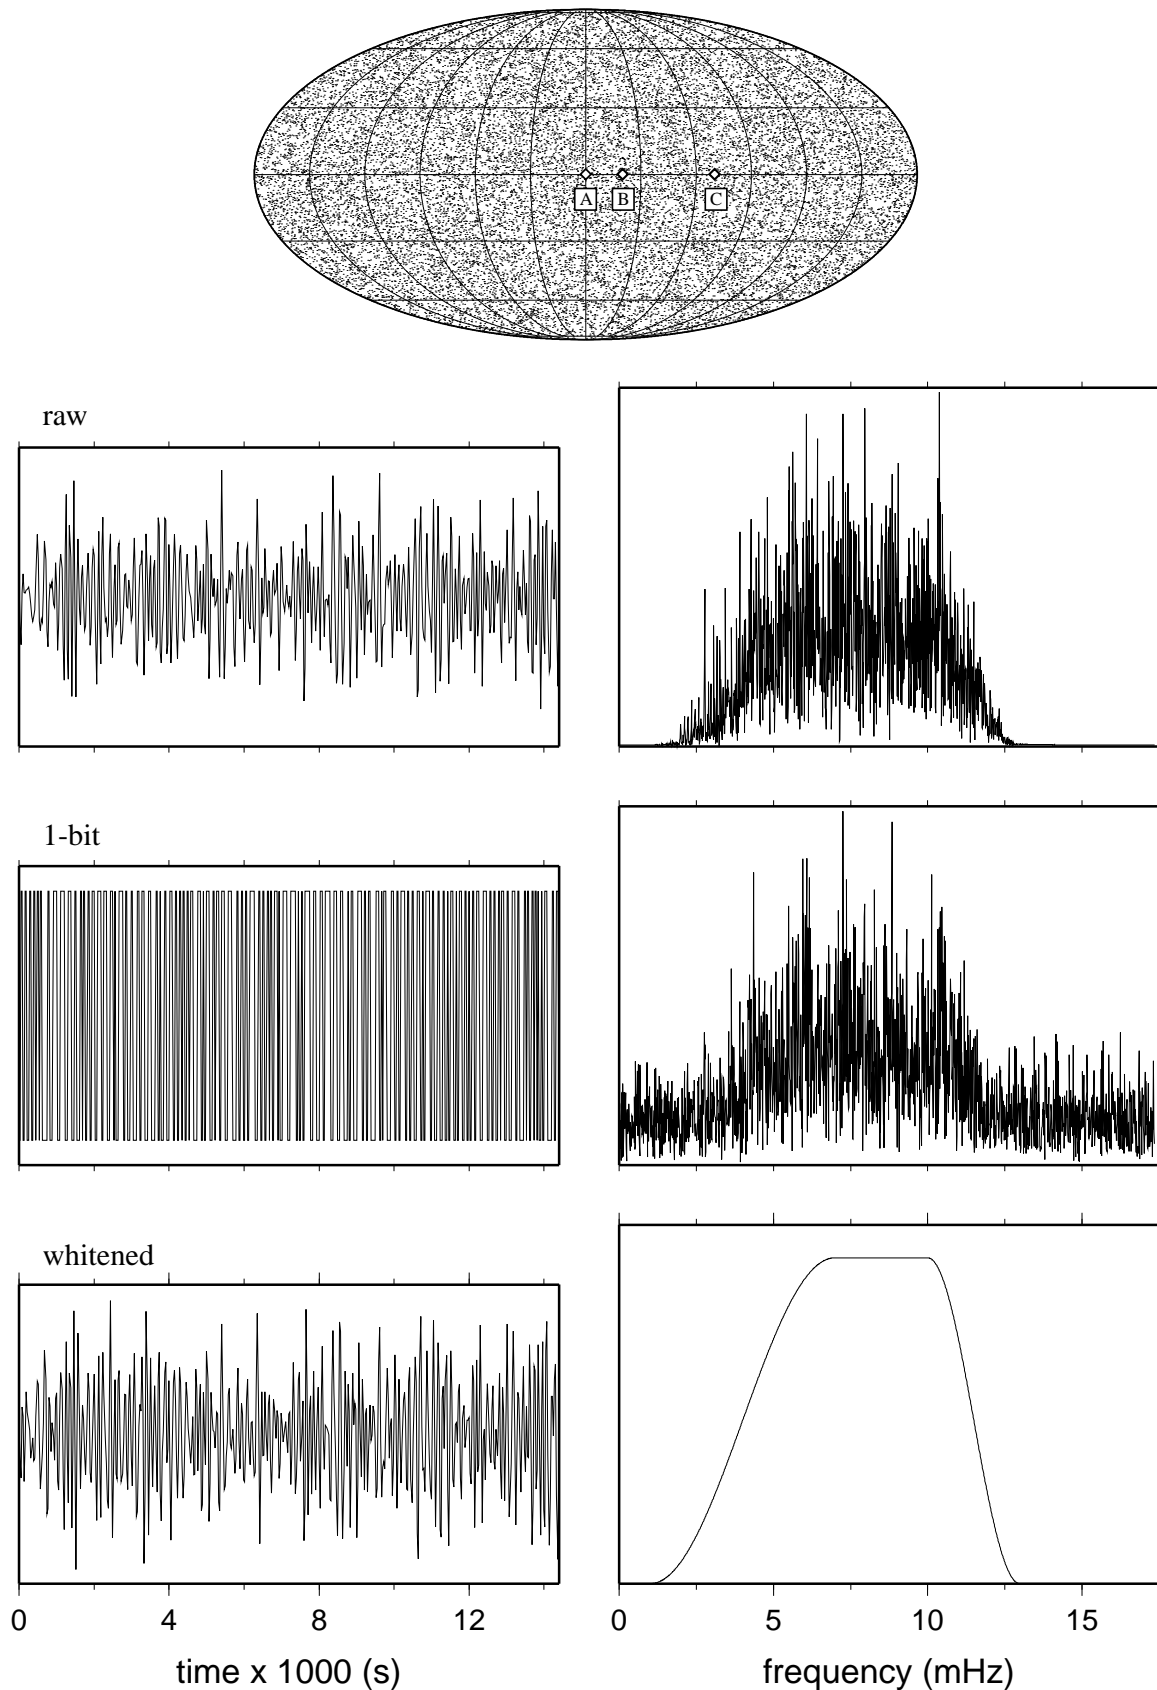 A B C
raw
1-bit
whitened
0 4 8 12
0 5 10 15
time x 1000 (s)
frequency (mHz)